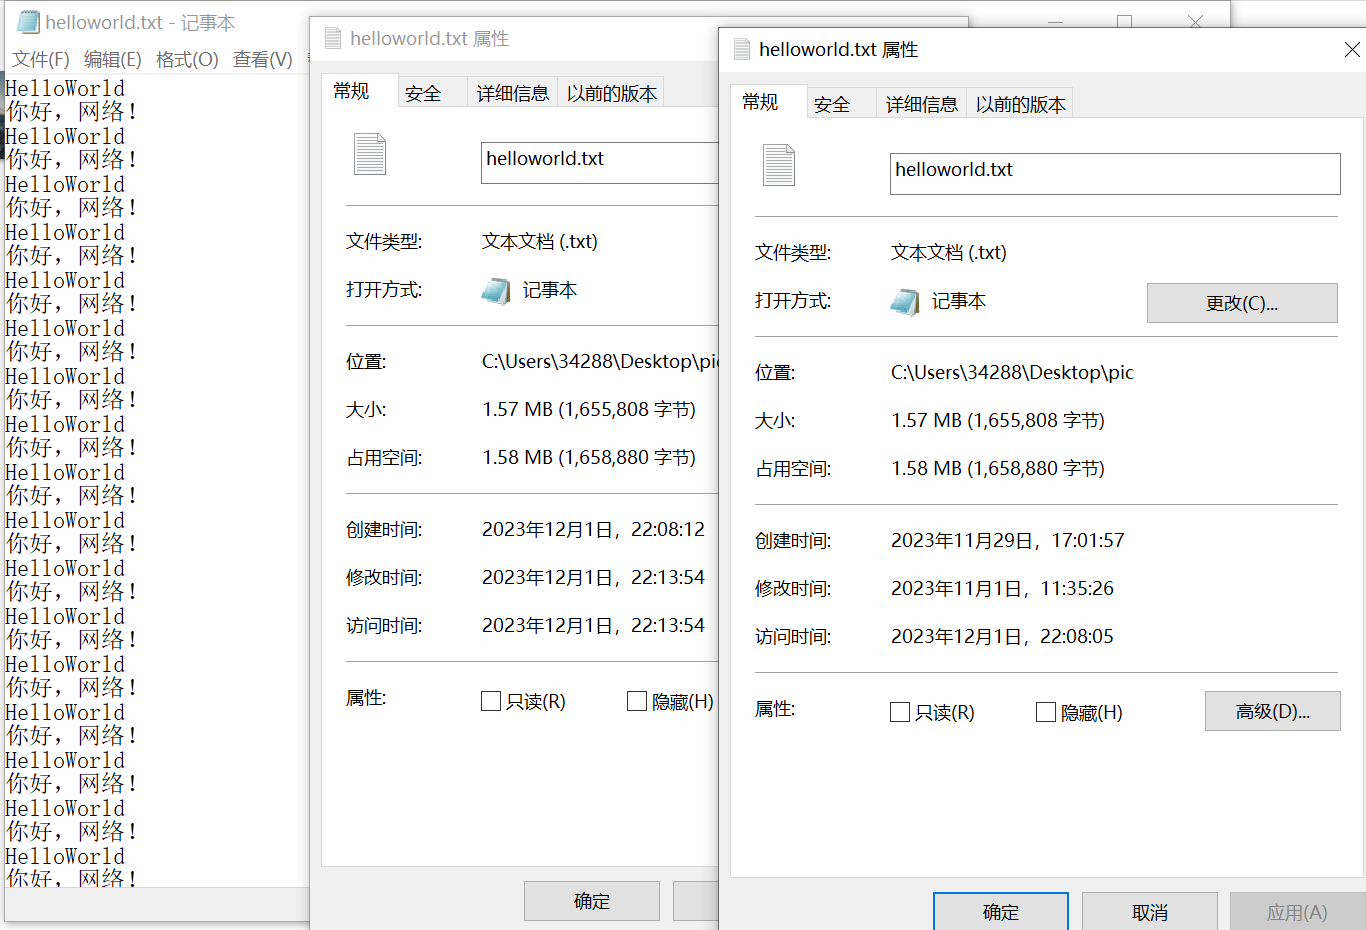 helloworld.txt - 记事本
文件(F) 编辑(E) 格式(O) 查看(V)
HelloWorld
你好，网络！
HelloWorld
你好，网络！
HelloWorld
你好，网络！
HelloWorld
你好，网络！
HelloWorld
你好，网络！
HelloWorld
你好，网络！
HelloWorld
你好，网络！
HelloWorld
你好，网络！
HelloWorld
你好，网络！
HelloWorld
你好，网络！
HelloWorld
你好，网络！
HelloWorld
你好，网络！
HelloWorld
你好，网络！
HelloWorld
你好，网络！
HelloWorld
你好，网络！
HelloWorld
你好，网络！
HelloWorld
你好，网络！
helloworld.txt 属性
常规 安全 详细信息 以前的版本
helloworld.txt
文件类型: 文本文档 (.txt)
打开方式: 记事本
位置: C:\Users\34288\Desktop\pic
大小: 1.57 MB (1,655,808 字节)
占用空间: 1.58 MB (1,658,880 字节)
创建时间: 2023年12月1日，22:08:12
修改时间: 2023年12月1日，22:13:54
访问时间: 2023年12月1日，22:13:54
属性: 只读(R) 隐藏(H)
确定
helloworld.txt 属性
常规 安全 详细信息 以前的版本
helloworld.txt
文件类型: 文本文档 (.txt)
打开方式: 记事本 更改(C)...
位置: C:\Users\34288\Desktop\pic
大小: 1.57 MB (1,655,808 字节)
占用空间: 1.58 MB (1,658,880 字节)
创建时间: 2023年11月29日，17:01:57
修改时间: 2023年11月1日，11:35:26
访问时间: 2023年12月1日，22:08:05
属性: 只读(R) 隐藏(H) 高级(D)...
确定 取消 应用(A)